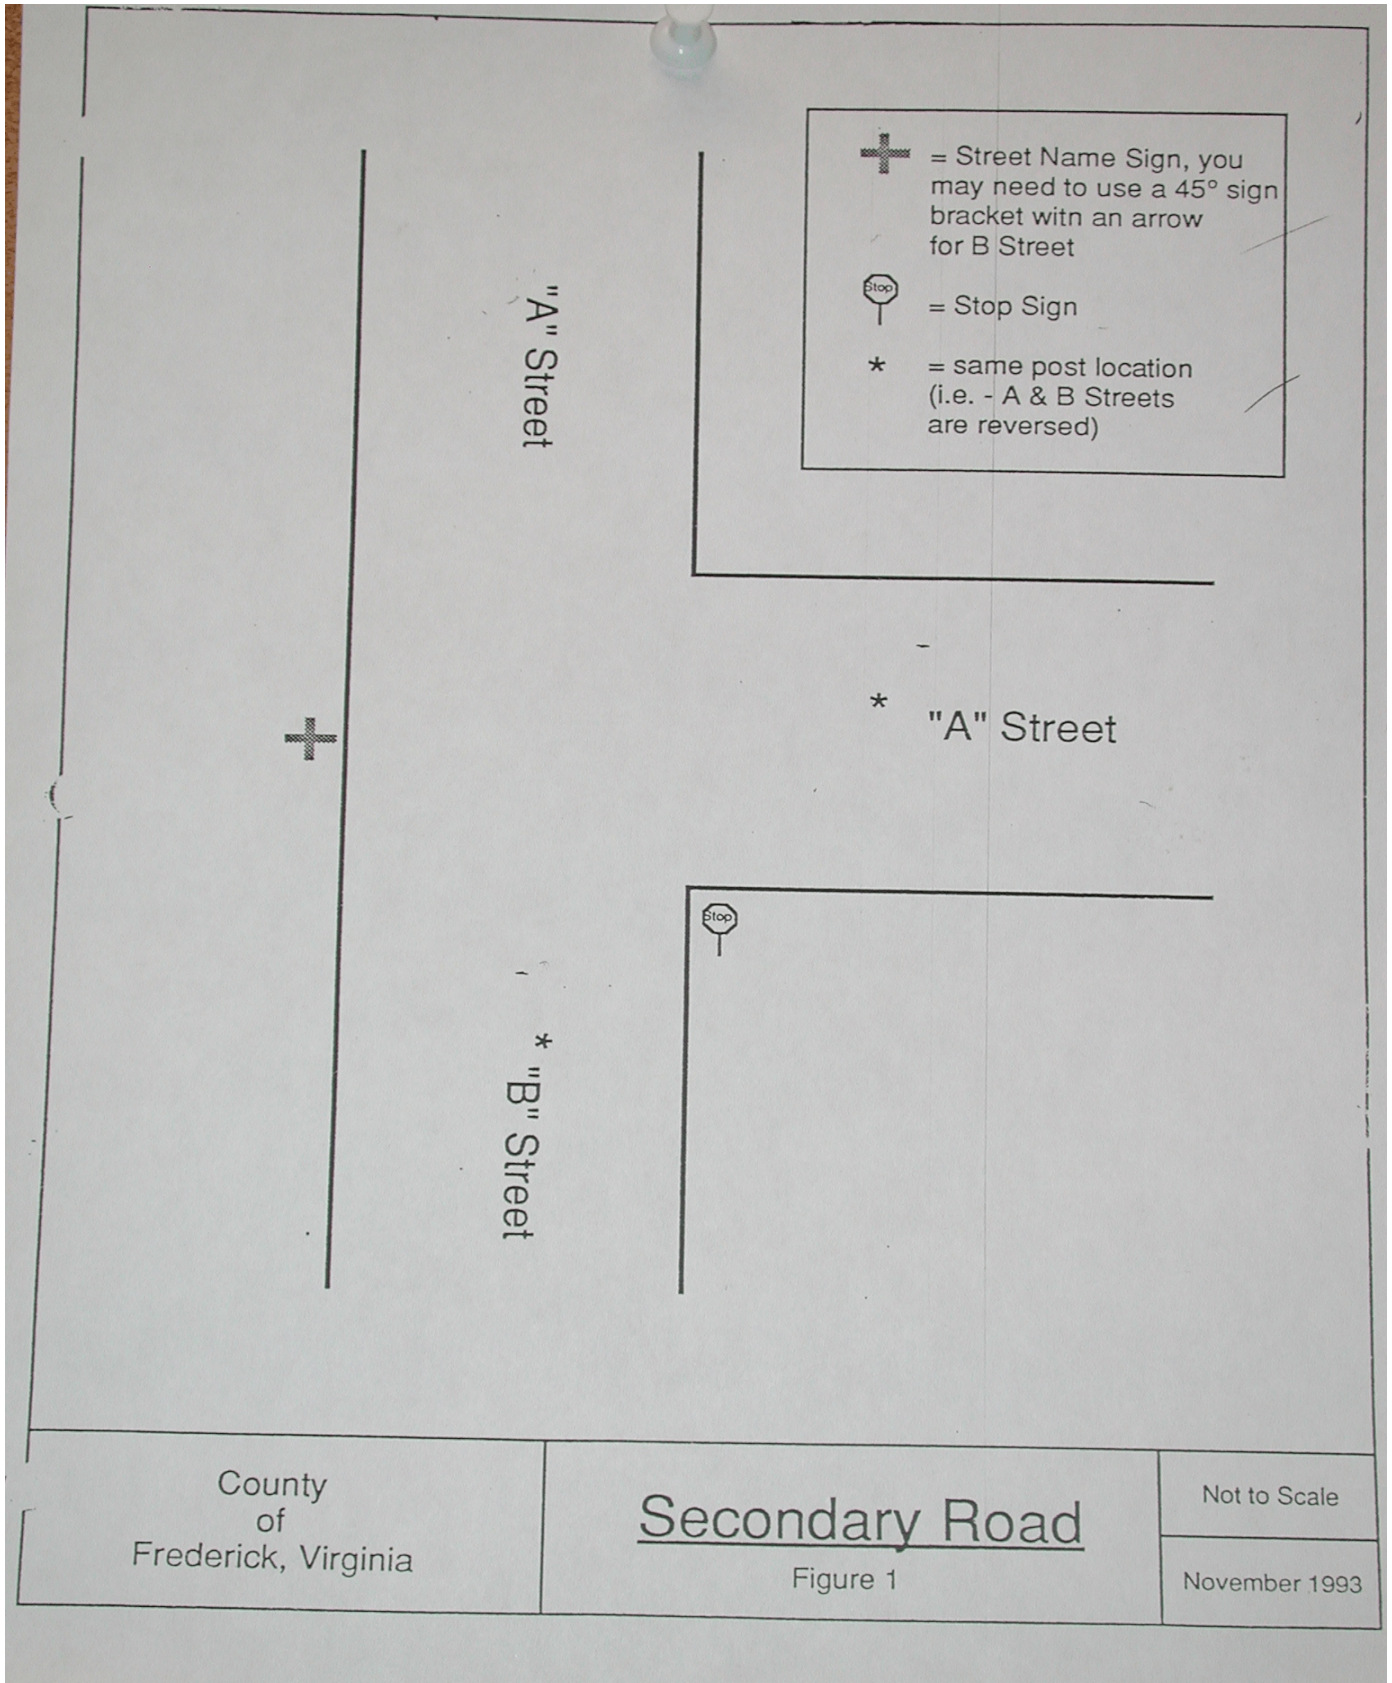 = Street Name Sign, you
may need to use a 45° sign
bracket witn an arrow
for B Street
Stop
= Stop Sign
* = same post location
(i.e. - A & B Streets
are reversed)
"A" Street
* "A" Street
Stop
* "B" Street
County
of
Frederick, Virginia
Secondary Road
Figure 1
Not to Scale
November 1993